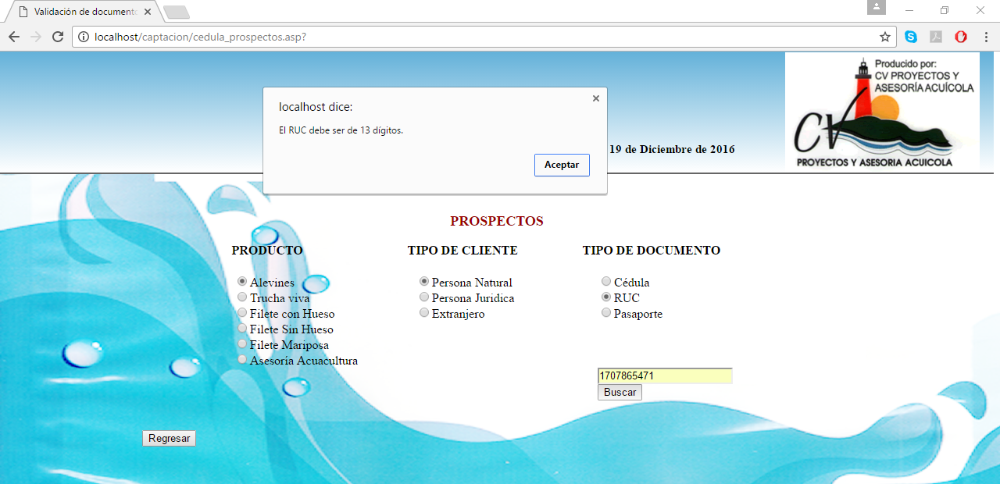 Validación de documento
localhost/captacion/cedula_prospectos.asp?
Producido por:
CV PROYECTOS Y
ASESORÍA ACUÍCOLA
CV
PROYECTOS Y ASESORIA ACUICOLA
localhost dice:
El RUC debe ser de 13 dígitos.
Aceptar
19 de Diciembre de 2016
PROSPECTOS
PRODUCTO
Alevines
Trucha viva
Filete con Hueso
Filete Sin Hueso
Filete Mariposa
Asesoría Acuacultura
TIPO DE CLIENTE
Persona Natural
Persona Juridica
Extranjero
TIPO DE DOCUMENTO
Cédula
RUC
Pasaporte
1707865471
Buscar
Regresar